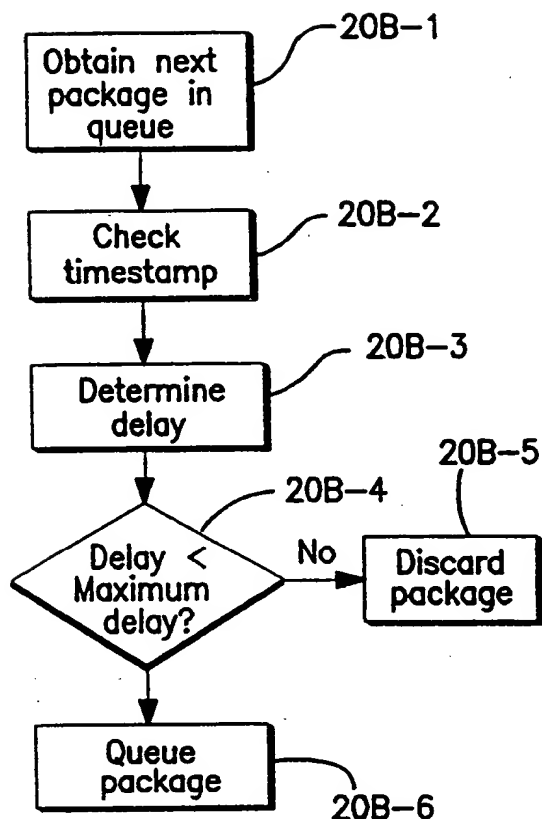 20B-1
Obtain next
package in
queue
20B-2
Check
timestamp
20B-3
Determine
delay
20B-4
20B-5
Delay <
Maximum
delay?
No
Discard
package
Queue
package
20B-6